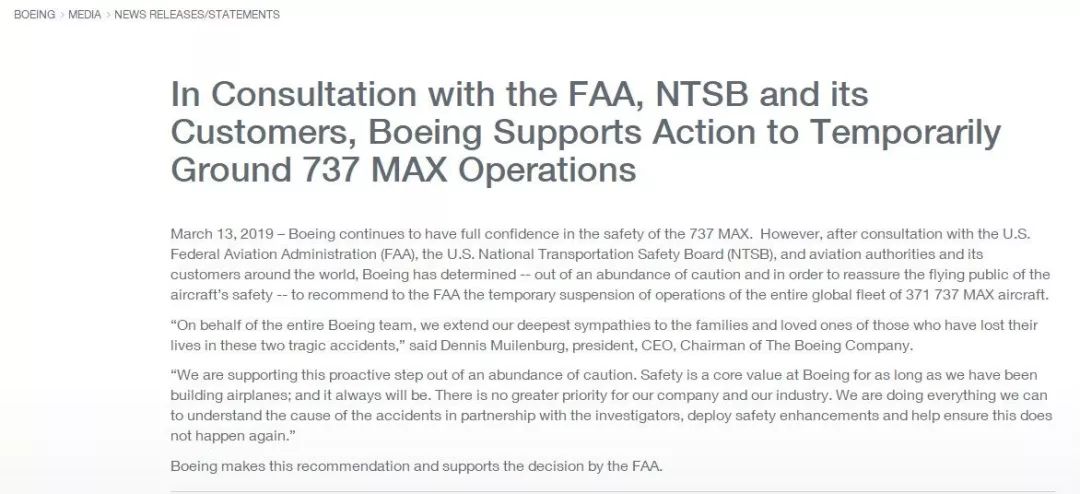 BOEING > MEDIA > NEWS RELEASES/STATEMENTS
In Consultation with the FAA, NTSB and its
Customers, Boeing Supports Action to Temporarily
Ground 737 MAX Operations
March 13, 2019 – Boeing continues to have full confidence in the safety of the 737 MAX.  However, after consultation with the U.S.
Federal Aviation Administration (FAA), the U.S. National Transportation Safety Board (NTSB), and aviation authorities and its
customers around the world, Boeing has determined -- out of an abundance of caution and in order to reassure the flying public of the
aircraft’s safety -- to recommend to the FAA the temporary suspension of operations of the entire global fleet of 371 737 MAX aircraft.
“On behalf of the entire Boeing team, we extend our deepest sympathies to the families and loved ones of those who have lost their
lives in these two tragic accidents,” said Dennis Muilenburg, president, CEO, Chairman of The Boeing Company.
“We are supporting this proactive step out of an abundance of caution. Safety is a core value at Boeing for as long as we have been
building airplanes; and it always will be. There is no greater priority for our company and our industry. We are doing everything we can
to understand the cause of the accidents in partnership with the investigators, deploy safety enhancements and help ensure this does
not happen again.”
Boeing makes this recommendation and supports the decision by the FAA.